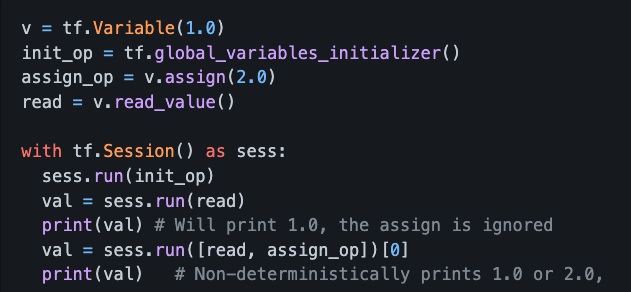 v = tf.Variable(1.0)
init_op = tf.global_variables_initializer()
assign_op = v.assign(2.0)
read = v.read_value()

with tf.Session() as sess:
  sess.run(init_op)
  val = sess.run(read)
  print(val) # Will print 1.0, the assign is ignored
  val = sess.run([read, assign_op])[0]
  print(val)   # Non-deterministically prints 1.0 or 2.0,